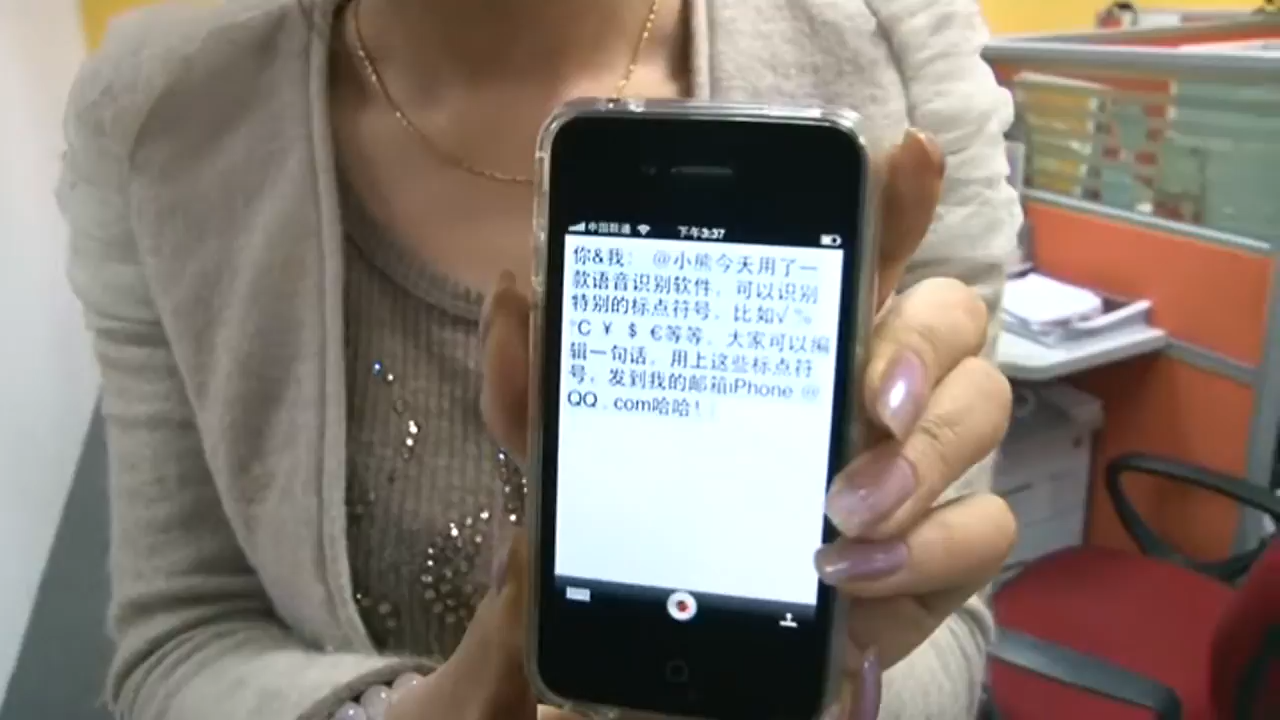 中国联通 下午3:37
你&我： @小熊今天用了一
款语音识别软件，可以识别
特别的标点符号，比如√%
°C ￥ $ €等等，大家可以编
辑一句话，用上这些标点符
号，发到我的邮箱iPhone @
QQ . com哈哈！